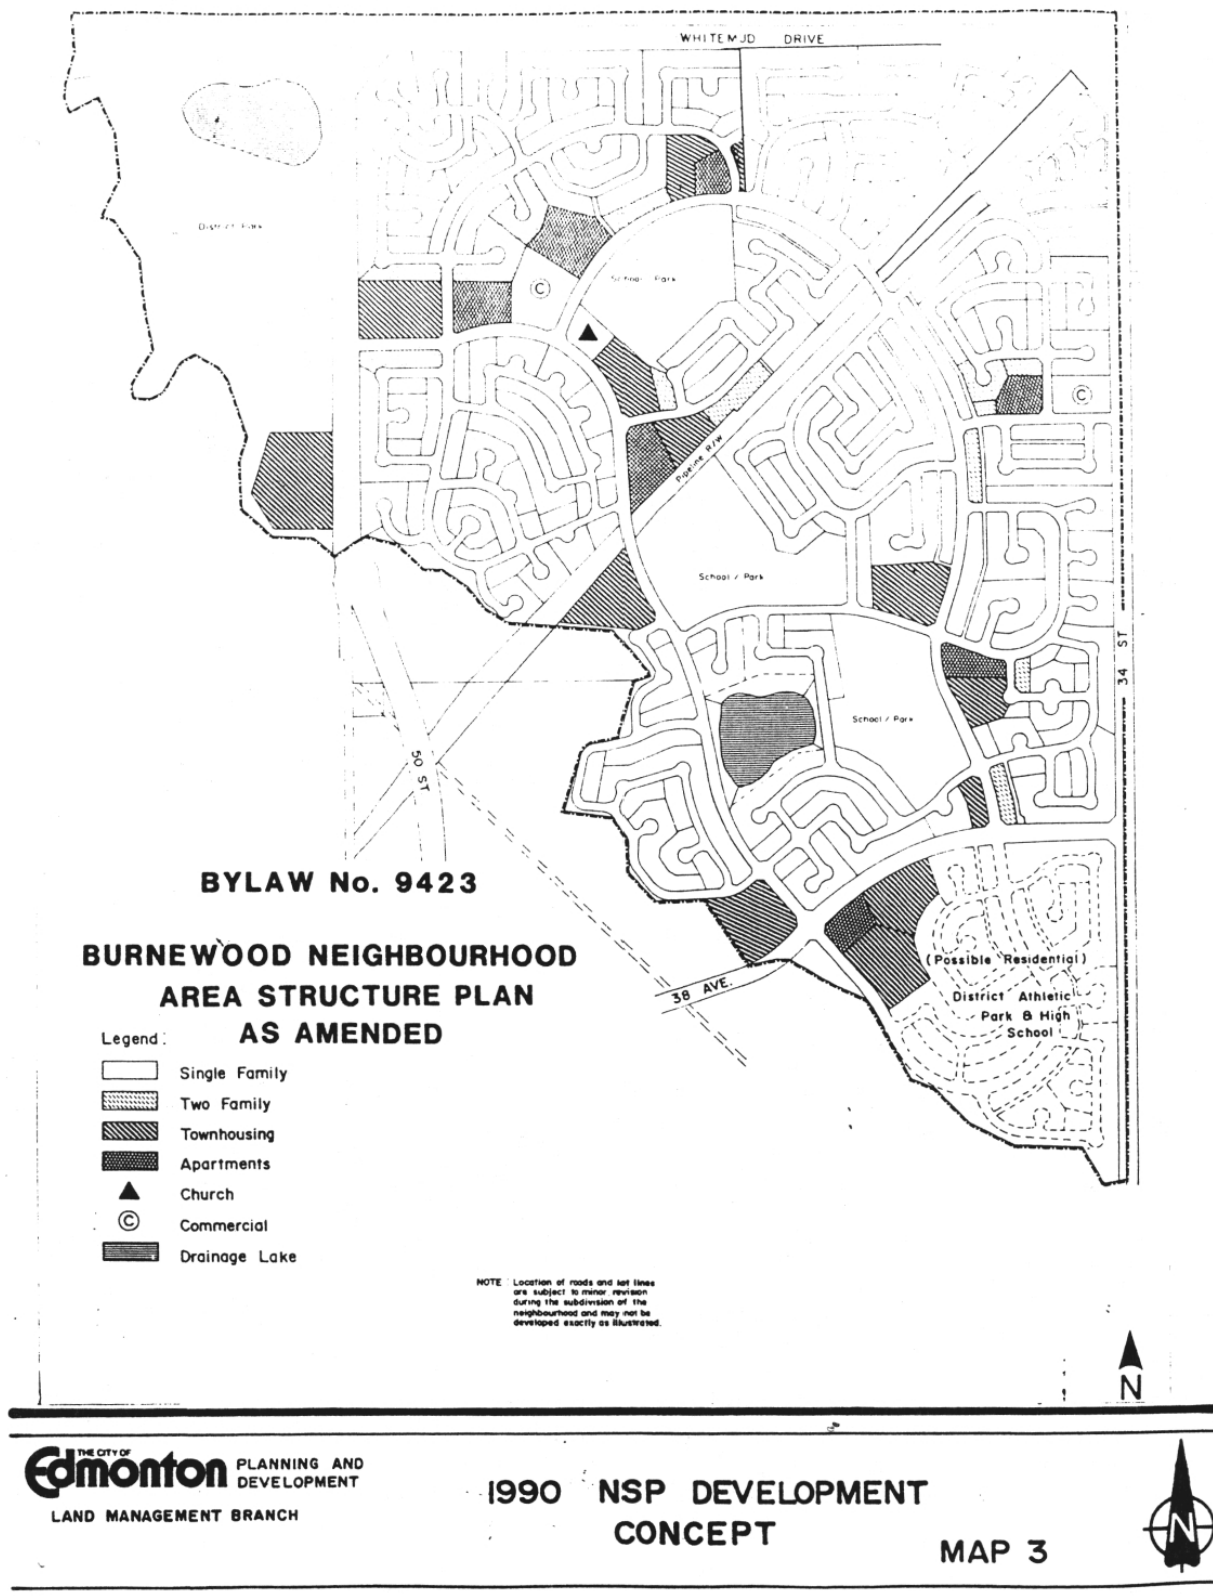 WHITEMUD DRIVE
District Park
School Park
C
C
Pipeline R/W
School / Park
34 ST
School / Park
50 ST
BYLAW No. 9423
BURNEWOOD NEIGHBOURHOOD
AREA STRUCTURE PLAN
AS AMENDED
(Possible Residential)
District Athletic
Park & High
School
38 AVE.
Legend:
Single Family
Two Family
Townhousing
Apartments
Church
C
Commercial
Drainage Lake
NOTE : Location of roads and lot lines
are subject to minor revision
during the subdivision of the
neighbourhood and may not be
developed exactly as illustrated.
N
THE CITY OF
Edmonton
PLANNING AND
DEVELOPMENT
LAND MANAGEMENT BRANCH
1990 NSP DEVELOPMENT
CONCEPT
MAP 3
N